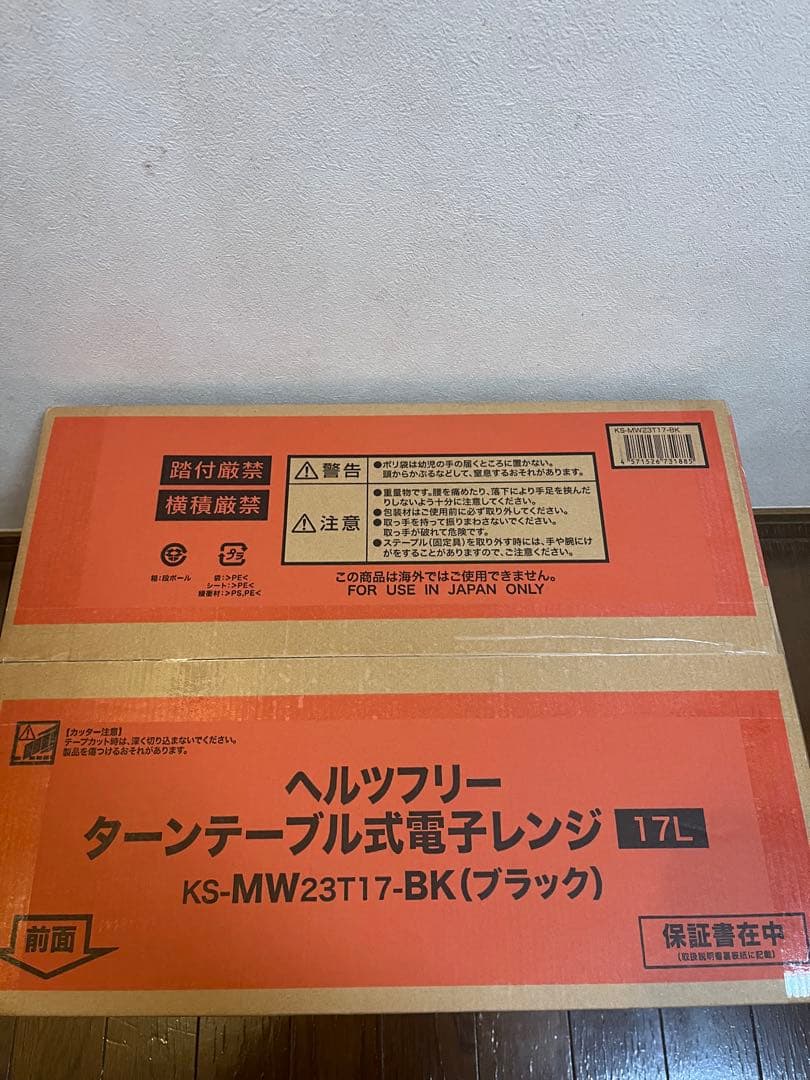 KS-MW23T17-BK
4 571526 731885
踏付厳禁
横積厳禁
警告
●ポリ袋は幼児の手の届くところに置かない。
頭からかぶるなどして、窒息するおそれがあります。
注意
●重量物です。腰を痛めたり、落下により手足を挟んだ
りしないよう十分に注意してください。
●包装材はご使用前に必ず取り外してください。
●取っ手を持って振りまわさないでください。
取っ手が破れて危険です。
●ステープル(固定具)を取り外す時には、手や腕にけ
がをすることがありますので、ご注意ください。
プラ
箱:段ボール
袋:>PE<
シート:>PE<
緩衝材:>PS,PE<
この商品は海外ではご使用できません。
FOR USE IN JAPAN ONLY
【カッター注意】
テープカット時は、深く切り込まないでください。
製品を傷つけるおそれがあります。
ヘルツフリー
ターンテーブル式電子レンジ 17L
KS-MW23T17-BK(ブラック)
前面
保証書在中
(取扱説明書裏表紙に記載)